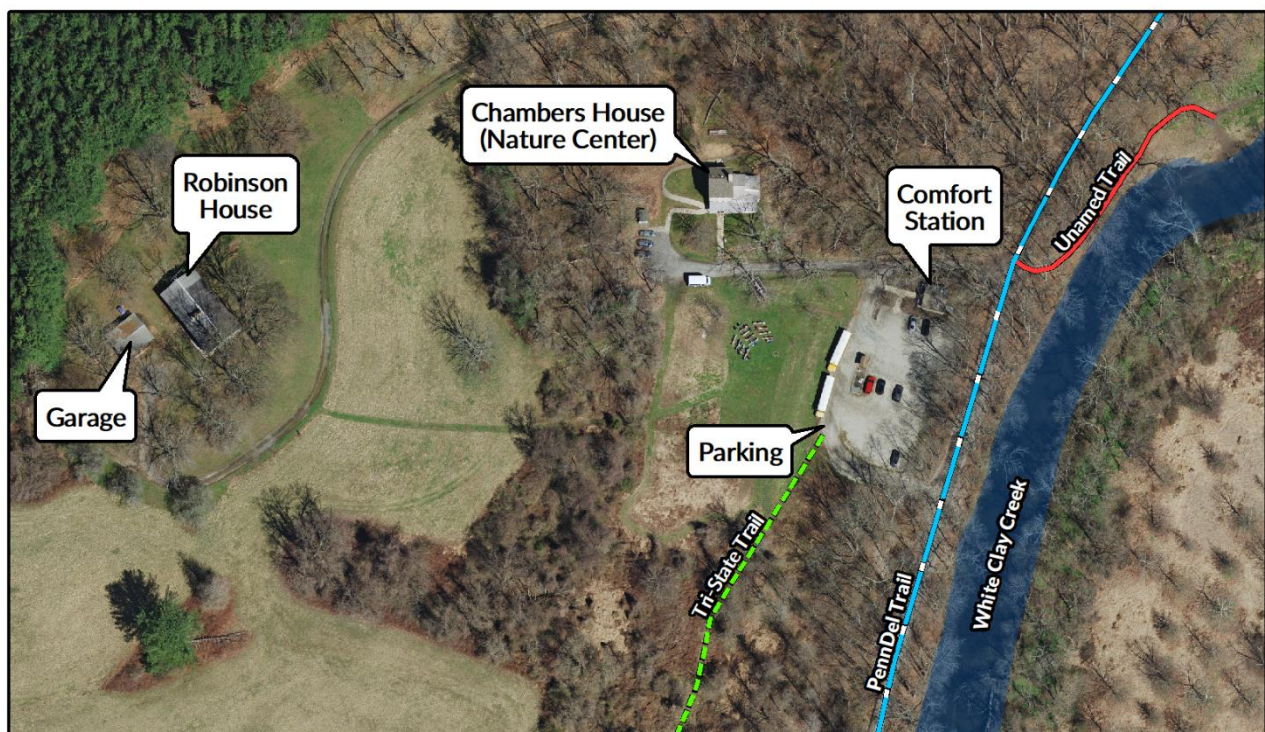 Chambers House
(Nature Center)
Robinson
House
Comfort
Station
Unamed Trail
Garage
Parking
Tri-State Trail
PennDel Trail
White Clay Creek